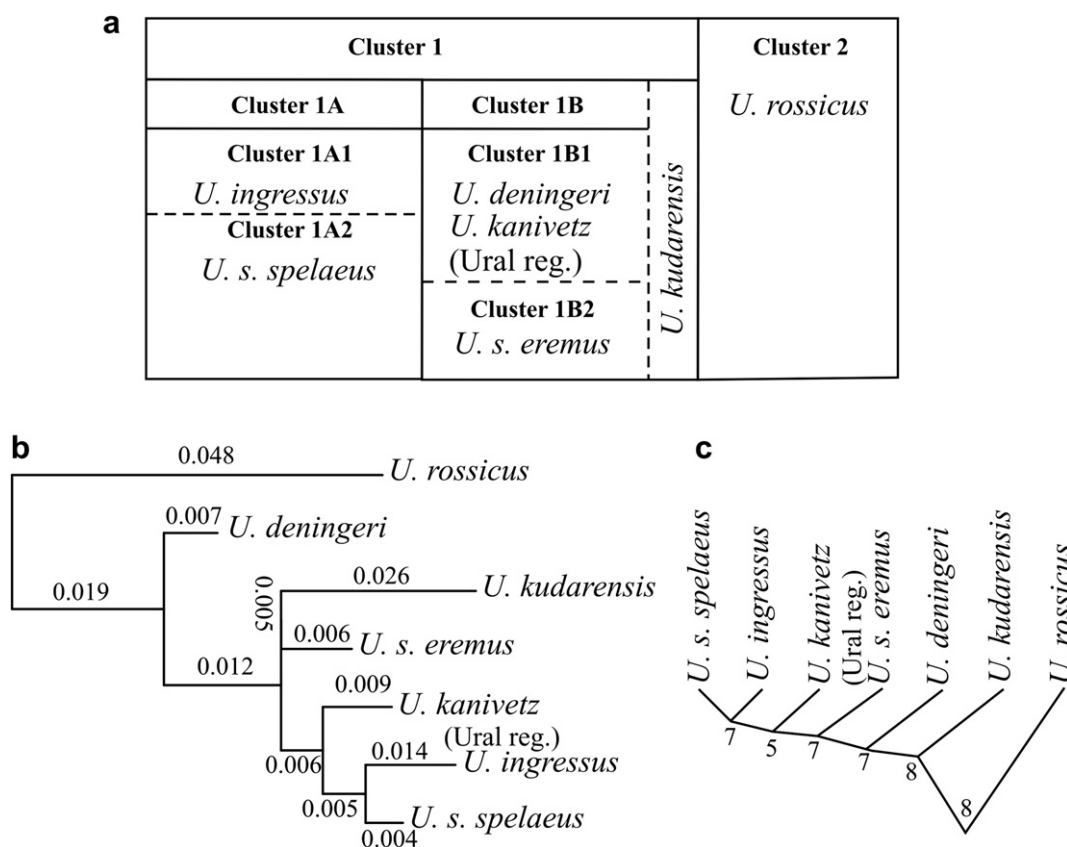 a
Cluster 1
Cluster 2
U. rossicus
Cluster 1A
Cluster 1B
Cluster 1A1
U. ingressus
Cluster 1A2
U. s. spelaeus
Cluster 1B1
U. deningeri
U. kanivetz
(Ural reg.)
Cluster 1B2
U. s. eremus
U. kudarensis
b
0.048
U. rossicus
0.007
U. deningeri
0.019
0.005
0.026
U. kudarensis
0.006
U. s. eremus
0.012
0.009
U. kanivetz
(Ural reg.)
0.006
0.014
U. ingressus
0.005
U. s. spelaeus
0.004
c
U. s. spelaeus
U. ingressus
U. kanivetz
(Ural reg.)
U. s. eremus
U. deningeri
U. kudarensis
U. rossicus
7
5
7
7
8
8